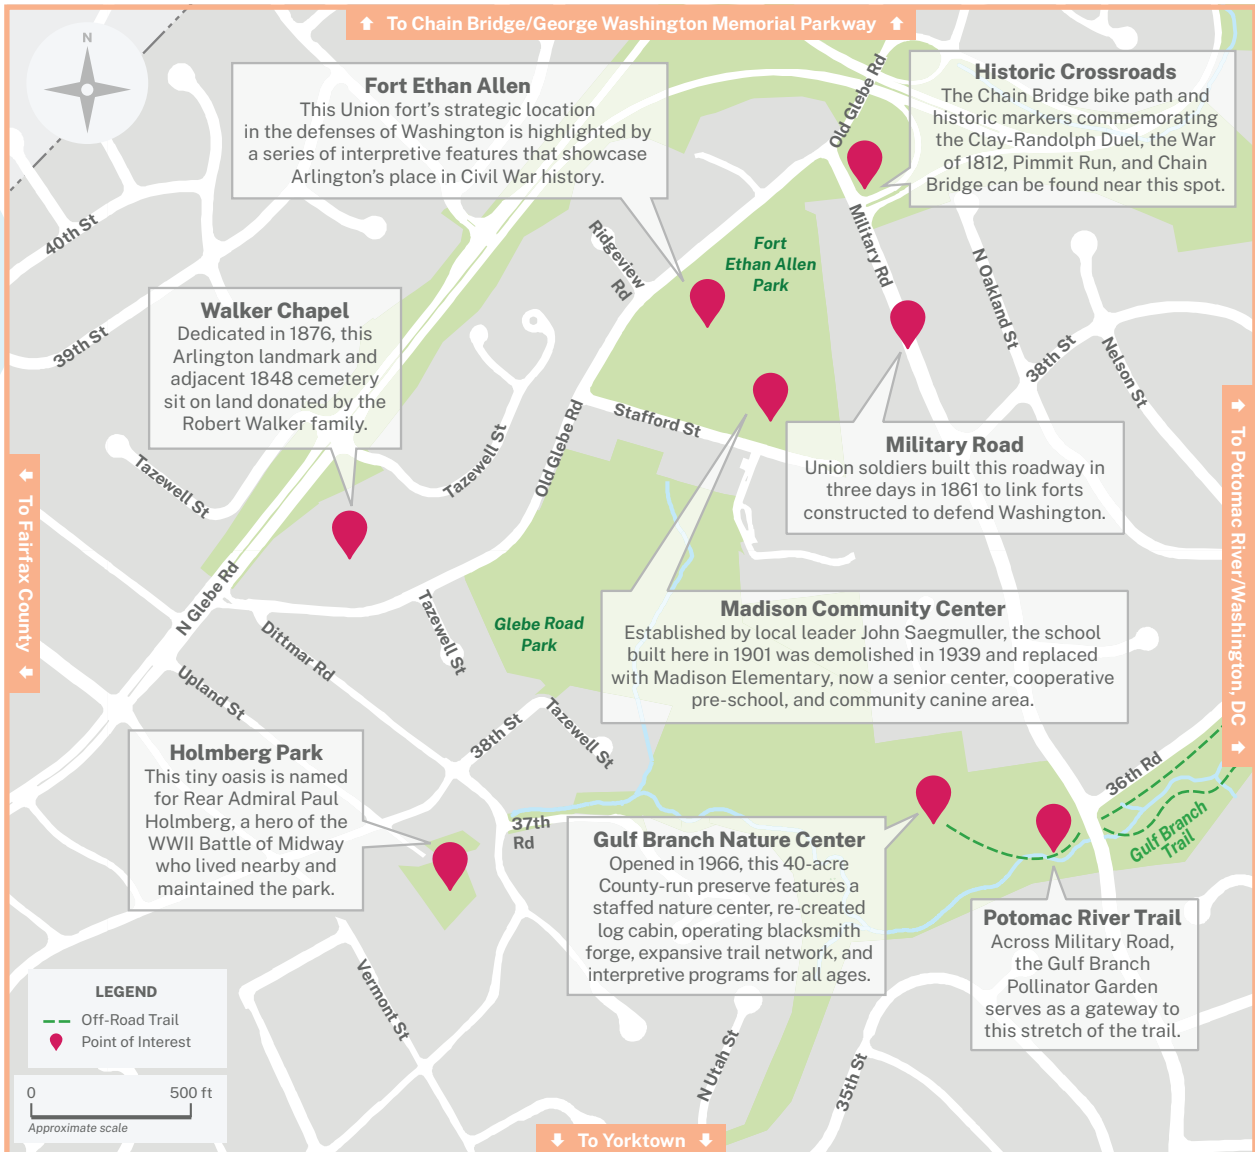 To Chain Bridge/George Washington Memorial Parkway
N
Fort Ethan Allen
This Union fort's strategic location
in the defenses of Washington is highlighted by
a series of interpretive features that showcase
Arlington's place in Civil War history.
Historic Crossroads
The Chain Bridge bike path and
historic markers commemorating
the Clay-Randolph Duel, the War
of 1812, Pimmit Run, and Chain
Bridge can be found near this spot.
Old Glebe Rd
40th St
Ridgeview
Rd
Fort
Ethan Allen
Park
Military Rd
N Oakland St
39th St
38th St
Nelson St
Walker Chapel
Dedicated in 1876, this
Arlington landmark and
adjacent 1848 cemetery
sit on land donated by the
Robert Walker family.
Stafford St
Old Glebe Rd
Tazewell St
Tazewell St
Military Road
Union soldiers built this roadway in
three days in 1861 to link forts
constructed to defend Washington.
To Fairfax County
To Potomac River/Washington, DC
N Glebe Rd
Dittmar Rd
Tazewell St
Glebe Road
Park
Madison Community Center
Established by local leader John Saegmuller, the school
built here in 1901 was demolished in 1939 and replaced
with Madison Elementary, now a senior center, cooperative
pre-school, and community canine area.
Upland St
38th St
Tazewell St
Holmberg Park
This tiny oasis is named
for Rear Admiral Paul
Holmberg, a hero of the
WWII Battle of Midway
who lived nearby and
maintained the park.
36th Rd
Gulf Branch
Trail
37th
Rd
Gulf Branch Nature Center
Opened in 1966, this 40-acre
County-run preserve features a
staffed nature center, re-created
log cabin, operating blacksmith
forge, expansive trail network, and
interpretive programs for all ages.
Potomac River Trail
Across Military Road,
the Gulf Branch
Pollinator Garden
serves as a gateway to
this stretch of the trail.
Vermont St
N Utah St
35th St
LEGEND
Off-Road Trail
Point of Interest
0 500 ft
Approximate scale
To Yorktown